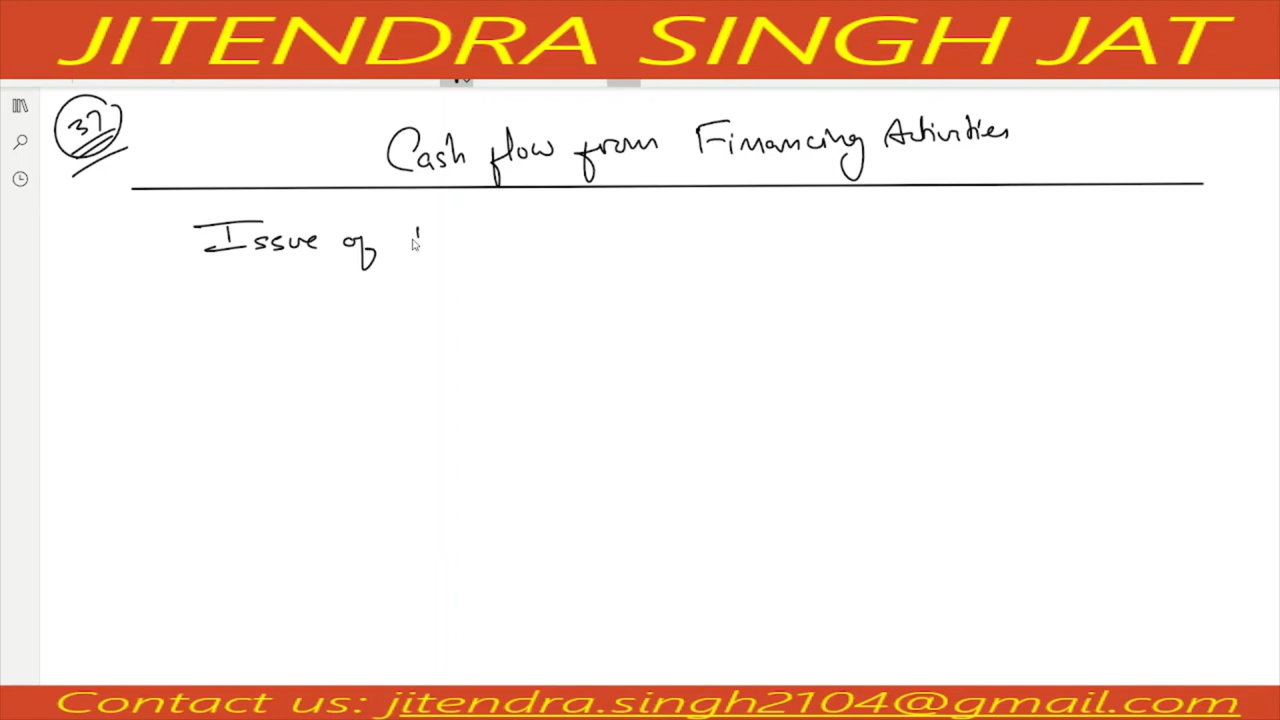 JITENDRA SINGH JAT
37
Cash flow from Financing Activities
Issue of
Contact us: jitendra.singh2104@gmail.com